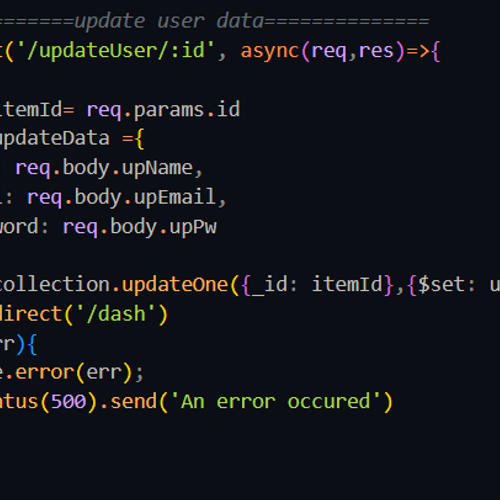 =======update user data==============
t('/updateUser/:id', async(req,res)=>{
itemId= req.params.id
updateData ={
: req.body.upName,
l: req.body.upEmail,
word: req.body.upPw
collection.updateOne({_id: itemId},{$set: u
direct('/dash')
rr){
e.error(err);
atus(500).send('An error occured')